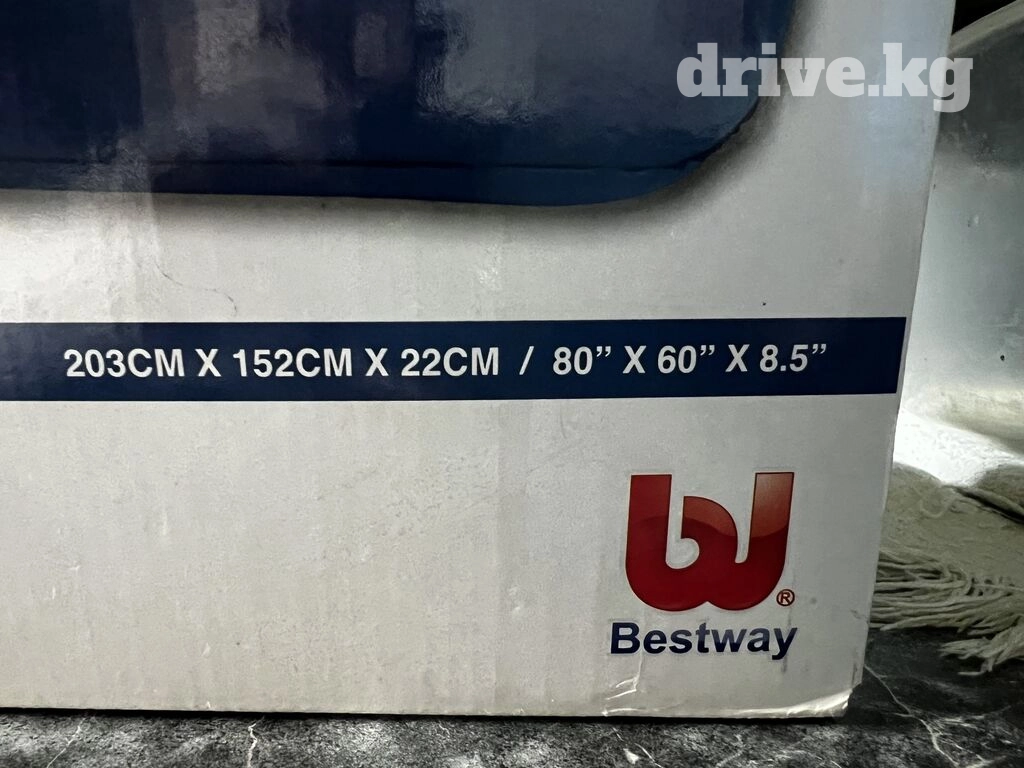 drive.kg
203CM X 152CM X 22CM / 80” X 60” X 8.5”
®
Bestway